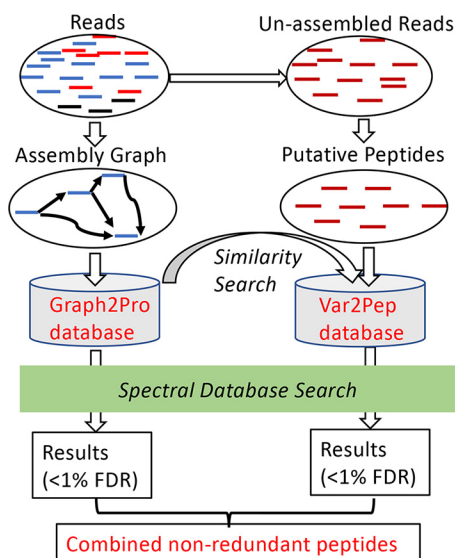 Reads
Un-assembled Reads
Assembly Graph
Putative Peptides
Similarity
Search
Graph2Pro
database
Var2Pep
database
Spectral Database Search
Results
(<1% FDR)
Results
(<1% FDR)
Combined non-redundant peptides